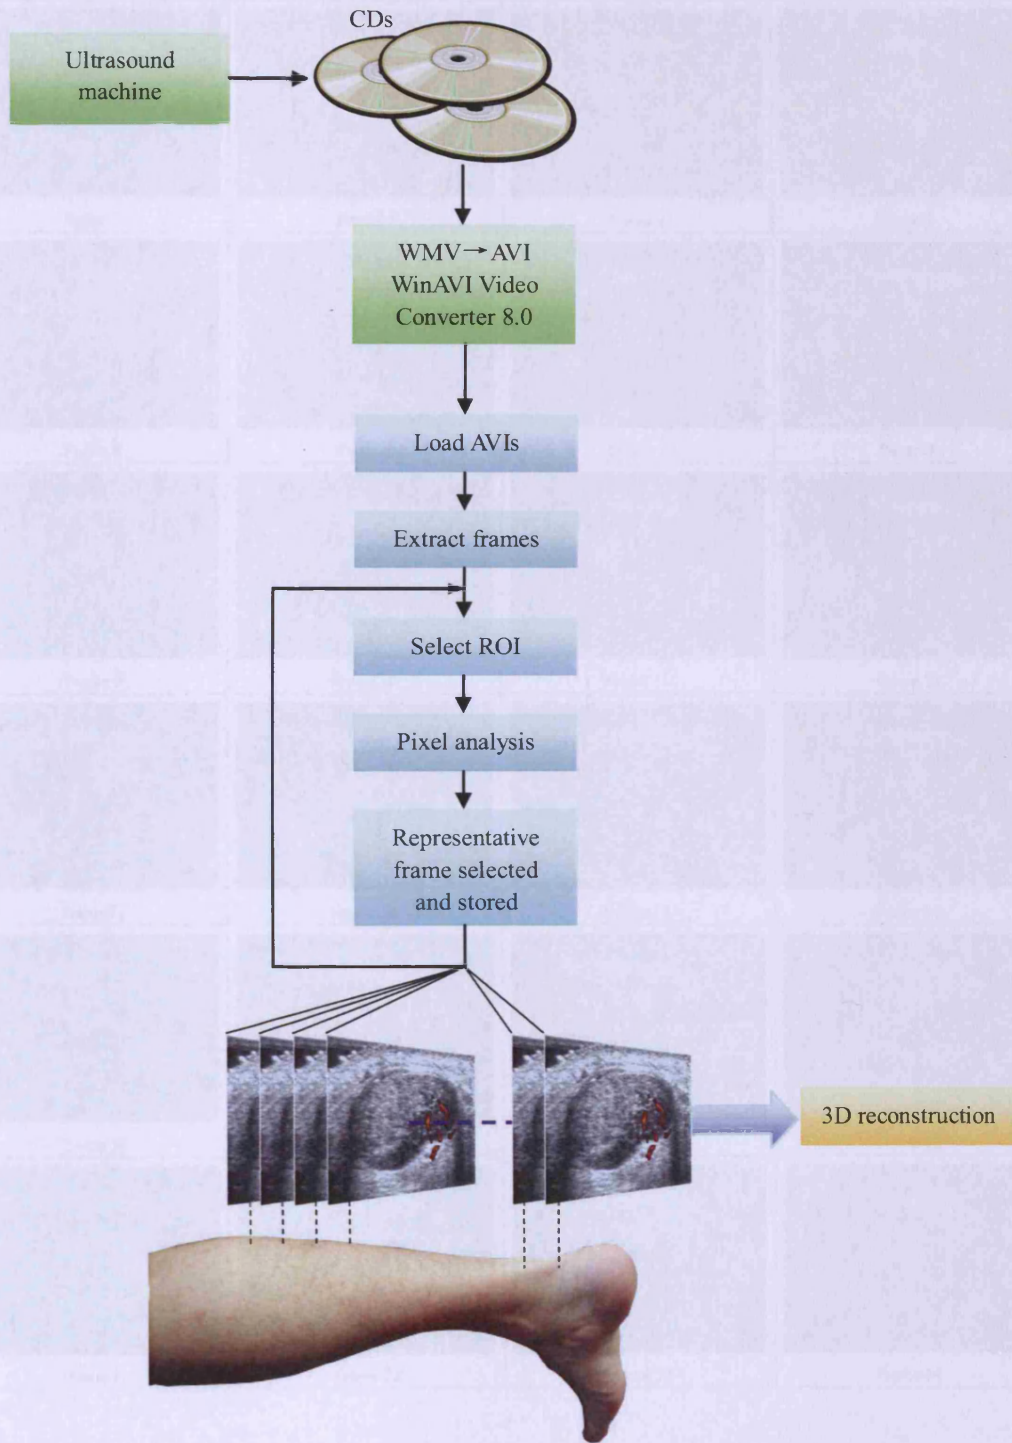 CDs
Ultrasound
machine
WMV→AVI
WinAVI Video
Converter 8.0
Load AVIs
Extract frames
Select ROI
Pixel analysis
Representative
frame selected
and stored
3D reconstruction